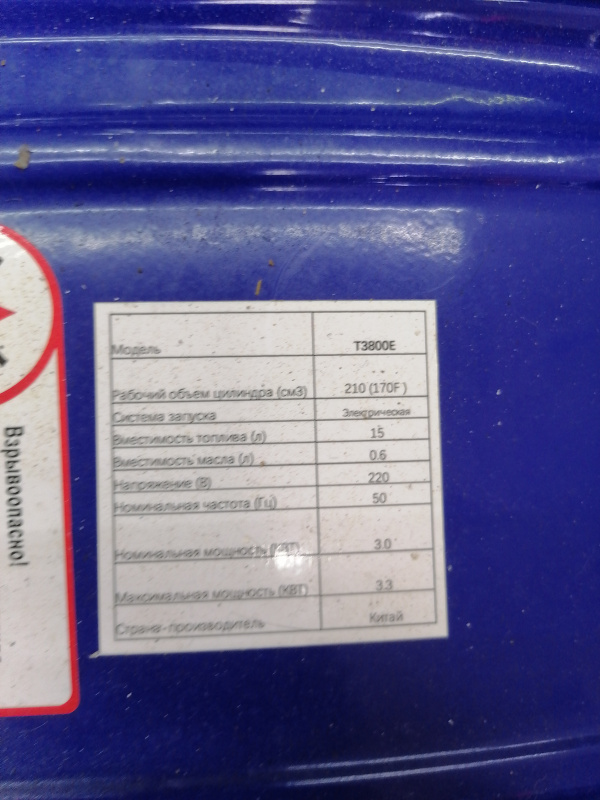 Модель T3800E
Рабочий объем цилиндра (см3) 210 (170F)
Система запуска Электрическая
Вместимость топлива (л) 15
Вместимость масла (л) 0.6
Напряжение (В) 220
Номинальная частота (Гц) 50
Номинальная мощность (КВТ) 3.0
Максимальная мощность (КВТ) 3.3
Страна-производитель Китай
Взрывоопасно!